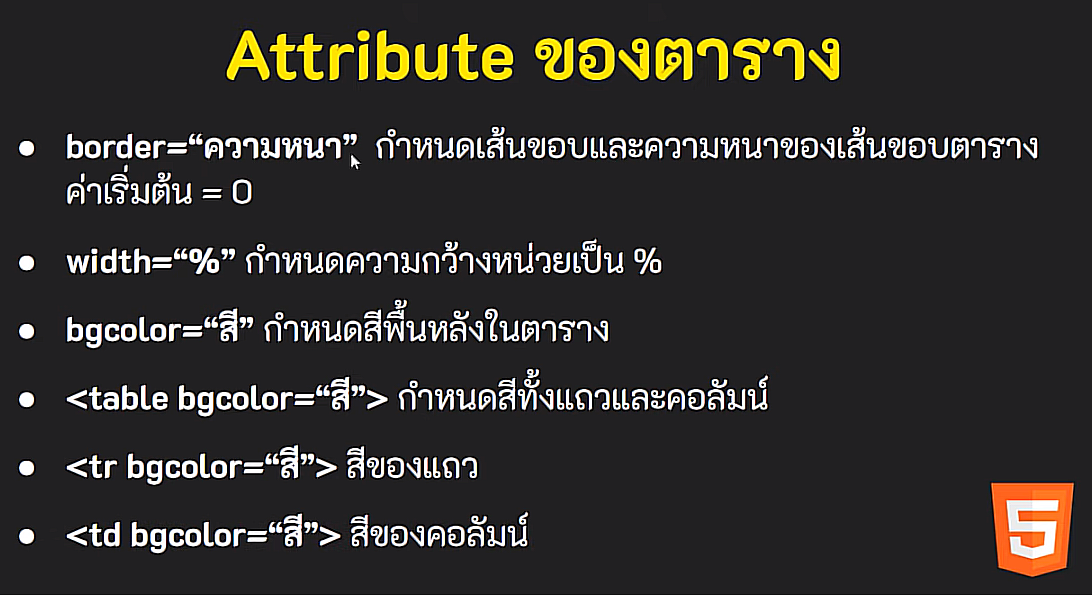 Attribute ของตาราง
● border=“ความหนา” กำหนดเส้นขอบและความหนาของเส้นขอบตาราง
ค่าเริ่มต้น = 0
● width=“%” กำหนดความกว้างหน่วยเป็น %
● bgcolor=“สี” กำหนดสีพื้นหลังในตาราง
● <table bgcolor=“สี”> กำหนดสีทั้งแถวและคอลัมน์
● <tr bgcolor=“สี”> สีของแถว
● <td bgcolor=“สี”> สีของคอลัมน์
5